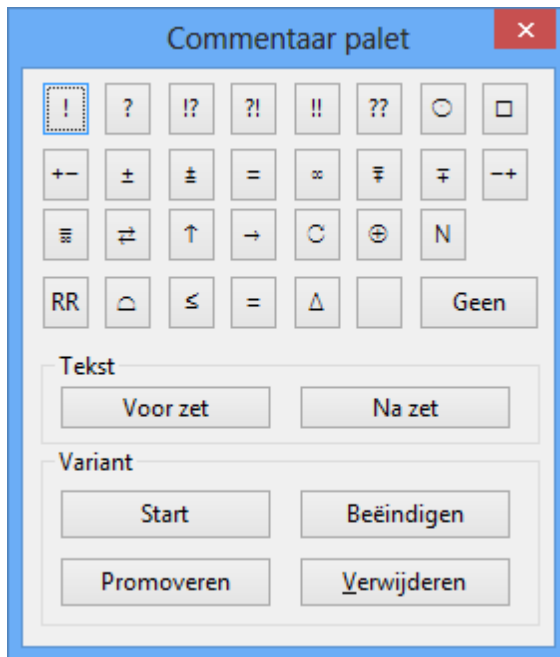 Commentaar palet
! ? !? ?! !! ?? □
+− ± = ∞ ∓ −+
⇄ ↑ → ⊕ N
RR ≤ = Δ Geen
Tekst
Voor zet Na zet
Variant
Start Beëindigen
Promoveren Verwijderen